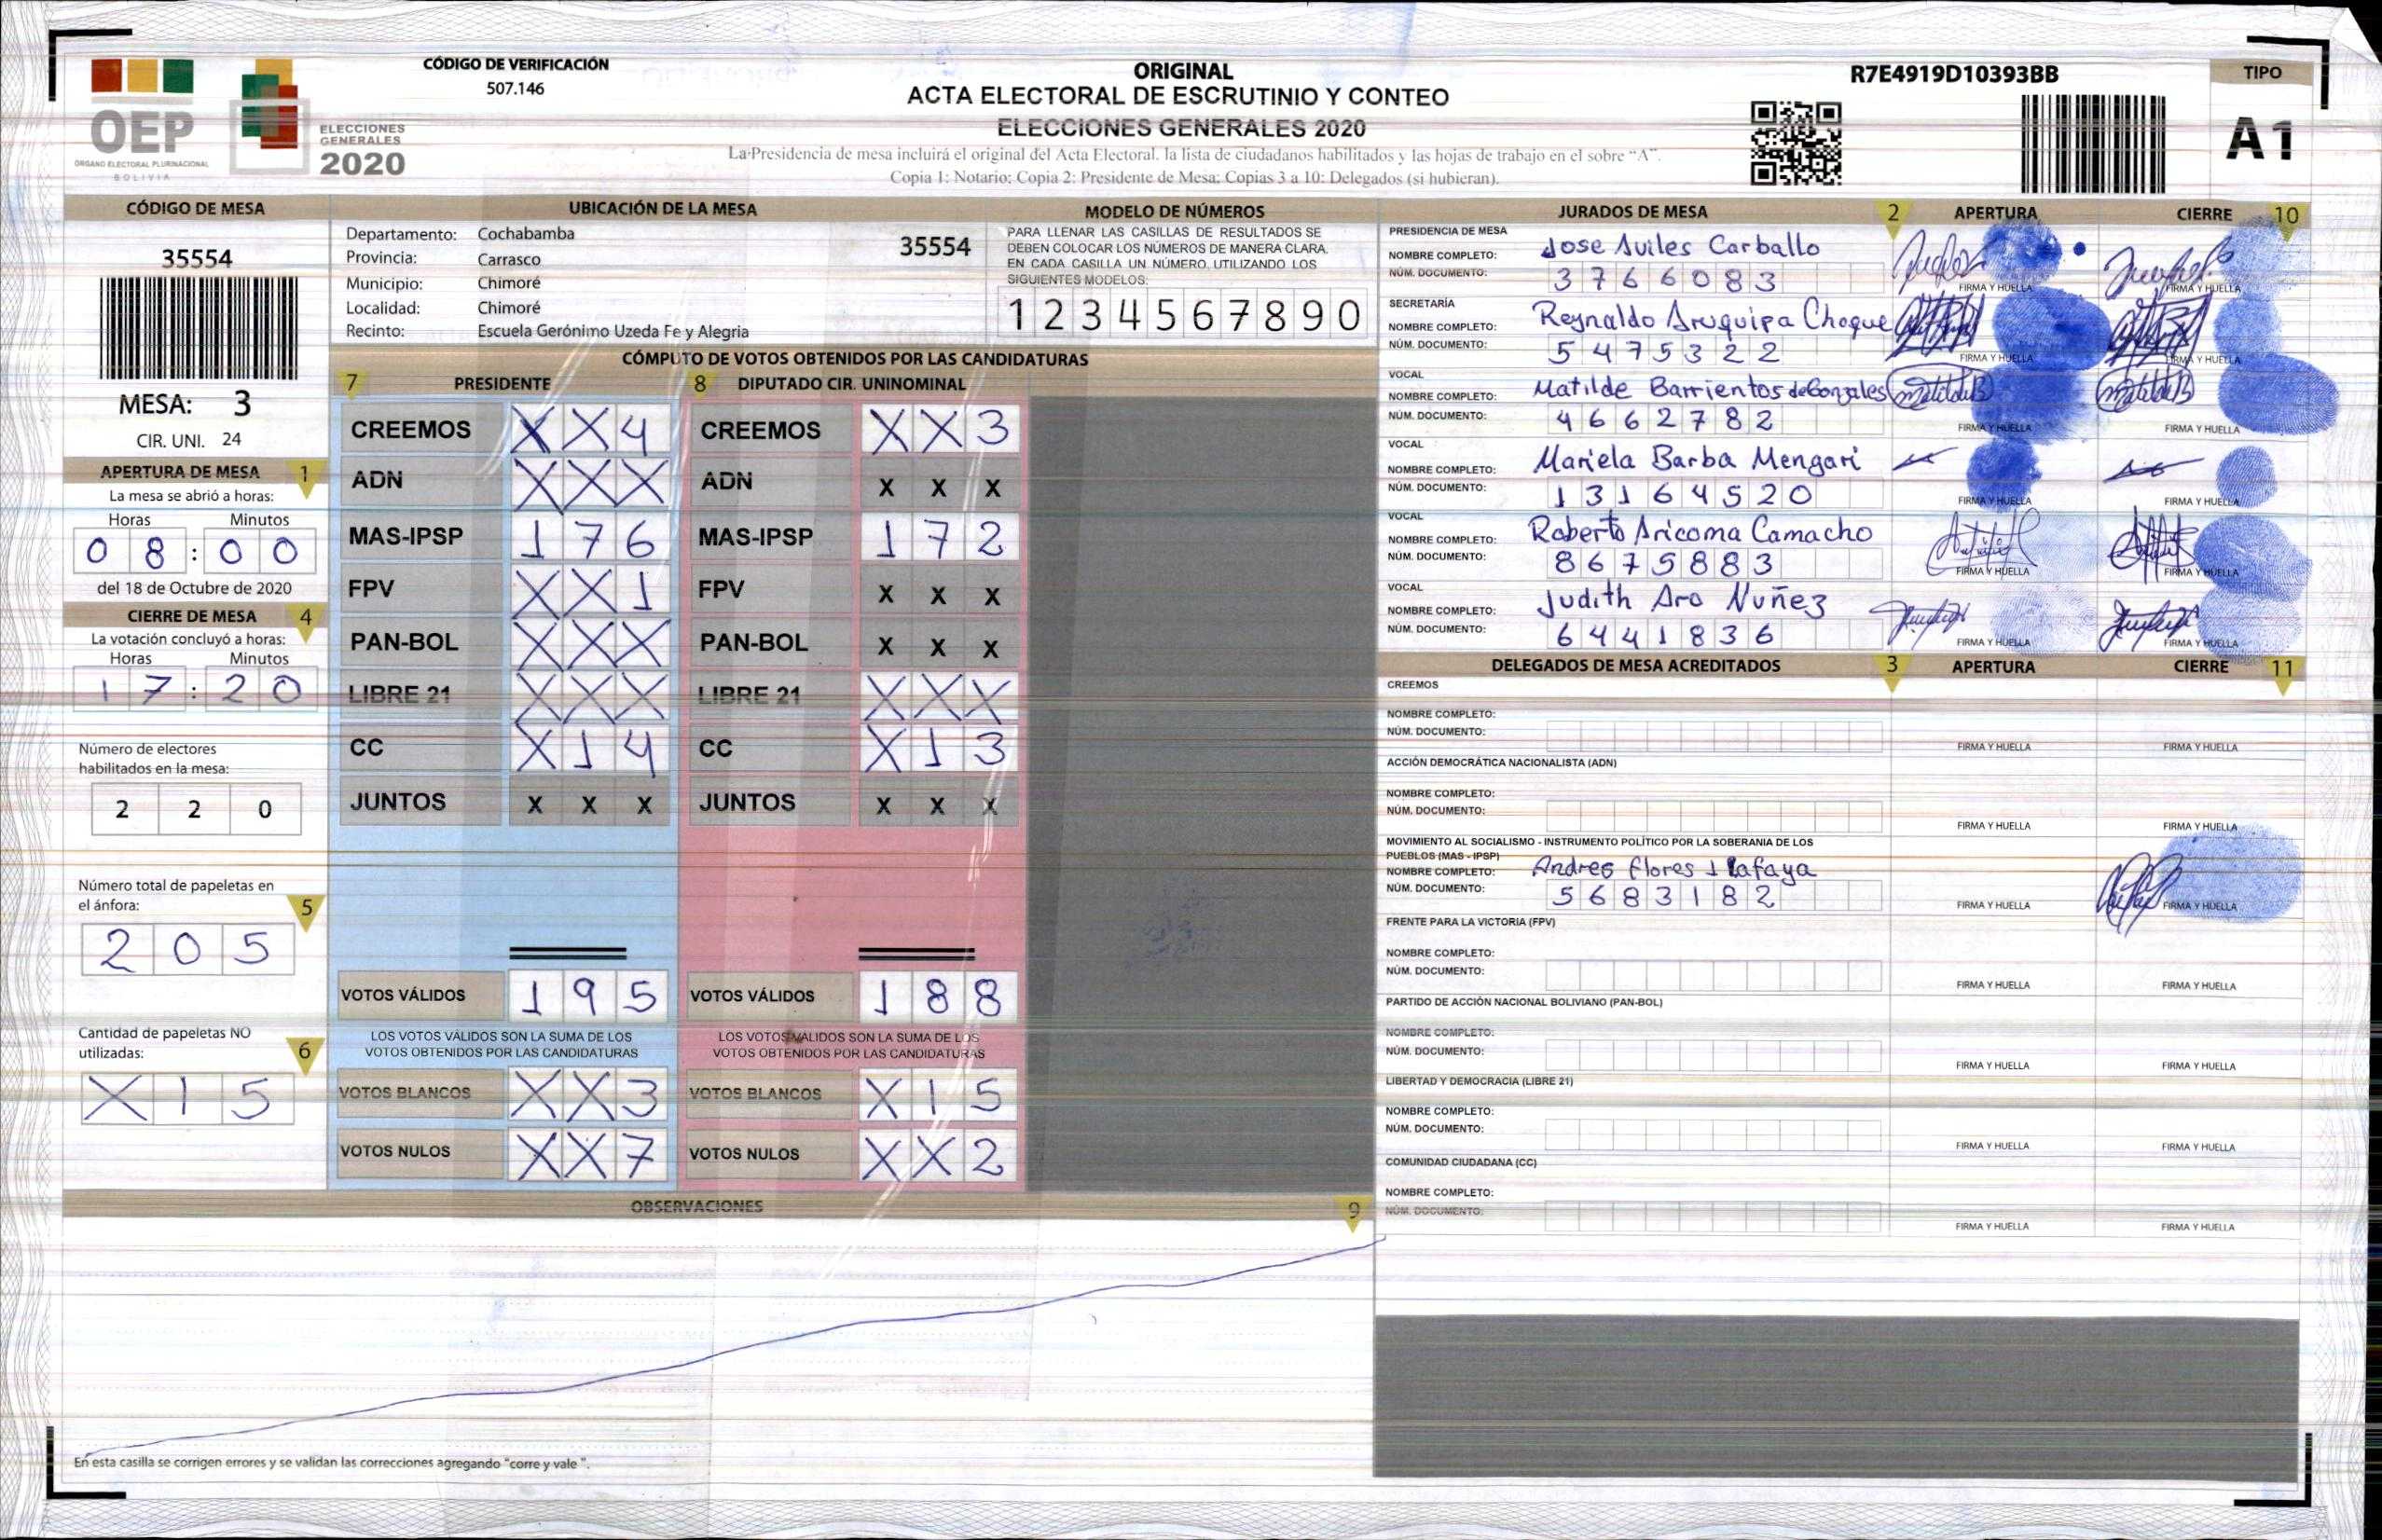 CÓDIGO DE VERIFICACIÓN
507.146
OEP
ÓRGANO ELECTORAL PLURINACIONAL
BOLIVIA
ELECCIONES
GENERALES
2020
ORIGINAL
ACTA ELECTORAL DE ESCRUTINIO Y CONTEO
ELECCIONES GENERALES 2020
La Presidencia de mesa incluirá el original del Acta Electoral, la lista de ciudadanos habilitados y las hojas de trabajo en el sobre "A".
Copia 1: Notario; Copia 2: Presidente de Mesa; Copias 3 a 10: Delegados (si hubieran).
R7E4919D10393BB
TIPO
A1
CÓDIGO DE MESA
35554
MESA: 3
CIR. UNI. 24
APERTURA DE MESA 1
La mesa se abrió a horas:
Horas Minutos
0 8 : 0 0
del 18 de Octubre de 2020
CIERRE DE MESA 4
La votación concluyó a horas:
Horas Minutos
1 7 : 2 0
Número de electores
habilitados en la mesa:
2 2 0
Número total de papeletas en
el ánfora: 5
2 0 5
Cantidad de papeletas NO
utilizadas: 6
X 1 5
UBICACIÓN DE LA MESA
Departamento: Cochabamba
35554
Provincia: Carrasco
Municipio: Chimoré
Localidad: Chimoré
Recinto: Escuela Gerónimo Uzeda Fe y Alegria
MODELO DE NÚMEROS
PARA LLENAR LAS CASILLAS DE RESULTADOS SE
DEBEN COLOCAR LOS NÚMEROS DE MANERA CLARA,
EN CADA CASILLA UN NÚMERO, UTILIZANDO LOS
SIGUIENTES MODELOS:
1 2 3 4 5 6 7 8 9 0
CÓMPUTO DE VOTOS OBTENIDOS POR LAS CANDIDATURAS
7 PRESIDENTE
CREEMOS X X 4
ADN X X X
MAS-IPSP 1 7 6
FPV X X 1
PAN-BOL X X X
LIBRE 21 X X X
CC X 1 4
JUNTOS X X X
VOTOS VÁLIDOS 1 9 5
LOS VOTOS VÁLIDOS SON LA SUMA DE LOS
VOTOS OBTENIDOS POR LAS CANDIDATURAS
VOTOS BLANCOS X X 3
VOTOS NULOS X X 7
8 DIPUTADO CIR. UNINOMINAL
CREEMOS X X 3
ADN X X X
MAS-IPSP 1 7 2
FPV X X X
PAN-BOL X X X
LIBRE 21 X X X
CC X 1 3
JUNTOS X X X
VOTOS VÁLIDOS 1 8 8
LOS VOTOS VÁLIDOS SON LA SUMA DE LOS
VOTOS OBTENIDOS POR LAS CANDIDATURAS
VOTOS BLANCOS X 1 5
VOTOS NULOS X X 2
OBSERVACIONES 9
En esta casilla se corrigen errores y se validan las correcciones agregando "corre y vale ".
JURADOS DE MESA 2 APERTURA CIERRE 10
PRESIDENCIA DE MESA
NOMBRE COMPLETO: Jose Aviles Carballo
NÚM. DOCUMENTO: 3 7 6 6 0 8 3
FIRMA Y HUELLA FIRMA Y HUELLA
SECRETARÍA
NOMBRE COMPLETO: Reynaldo Aruquipa Choque
NÚM. DOCUMENTO: 5 4 7 5 3 2 2
FIRMA Y HUELLA FIRMA Y HUELLA
VOCAL
NOMBRE COMPLETO: Matilde Barrientos de Gonzales
NÚM. DOCUMENTO: 4 6 6 2 7 8 2
FIRMA Y HUELLA FIRMA Y HUELLA
VOCAL
NOMBRE COMPLETO: Mariela Barba Mengari
NÚM. DOCUMENTO: 1 3 1 6 4 5 2 0
FIRMA Y HUELLA FIRMA Y HUELLA
VOCAL
NOMBRE COMPLETO: Roberto Aricoma Camacho
NÚM. DOCUMENTO: 8 6 7 5 8 8 3
FIRMA Y HUELLA FIRMA Y HUELLA
VOCAL
NOMBRE COMPLETO: Judith Aro Nuñez
NÚM. DOCUMENTO: 6 4 4 1 8 3 6
FIRMA Y HUELLA FIRMA Y HUELLA
DELEGADOS DE MESA ACREDITADOS 3 APERTURA CIERRE 11
CREEMOS
NOMBRE COMPLETO:
NÚM. DOCUMENTO:
FIRMA Y HUELLA FIRMA Y HUELLA
ACCIÓN DEMOCRÁTICA NACIONALISTA (ADN)
NOMBRE COMPLETO:
NÚM. DOCUMENTO:
FIRMA Y HUELLA FIRMA Y HUELLA
MOVIMIENTO AL SOCIALISMO - INSTRUMENTO POLÍTICO POR LA SOBERANIA DE LOS
PUEBLOS (MAS - IPSP)
NOMBRE COMPLETO: Andres flores
NÚM. DOCUMENTO: 5 6 8 3 1 8 2
FIRMA Y HUELLA FIRMA Y HUELLA
FRENTE PARA LA VICTORIA (FPV)
NOMBRE COMPLETO:
NÚM. DOCUMENTO:
FIRMA Y HUELLA FIRMA Y HUELLA
PARTIDO DE ACCIÓN NACIONAL BOLIVIANO (PAN-BOL)
NOMBRE COMPLETO:
NÚM. DOCUMENTO:
FIRMA Y HUELLA FIRMA Y HUELLA
LIBERTAD Y DEMOCRACIA (LIBRE 21)
NOMBRE COMPLETO:
NÚM. DOCUMENTO:
FIRMA Y HUELLA FIRMA Y HUELLA
COMUNIDAD CIUDADANA (CC)
NOMBRE COMPLETO:
NÚM. DOCUMENTO:
FIRMA Y HUELLA FIRMA Y HUELLA